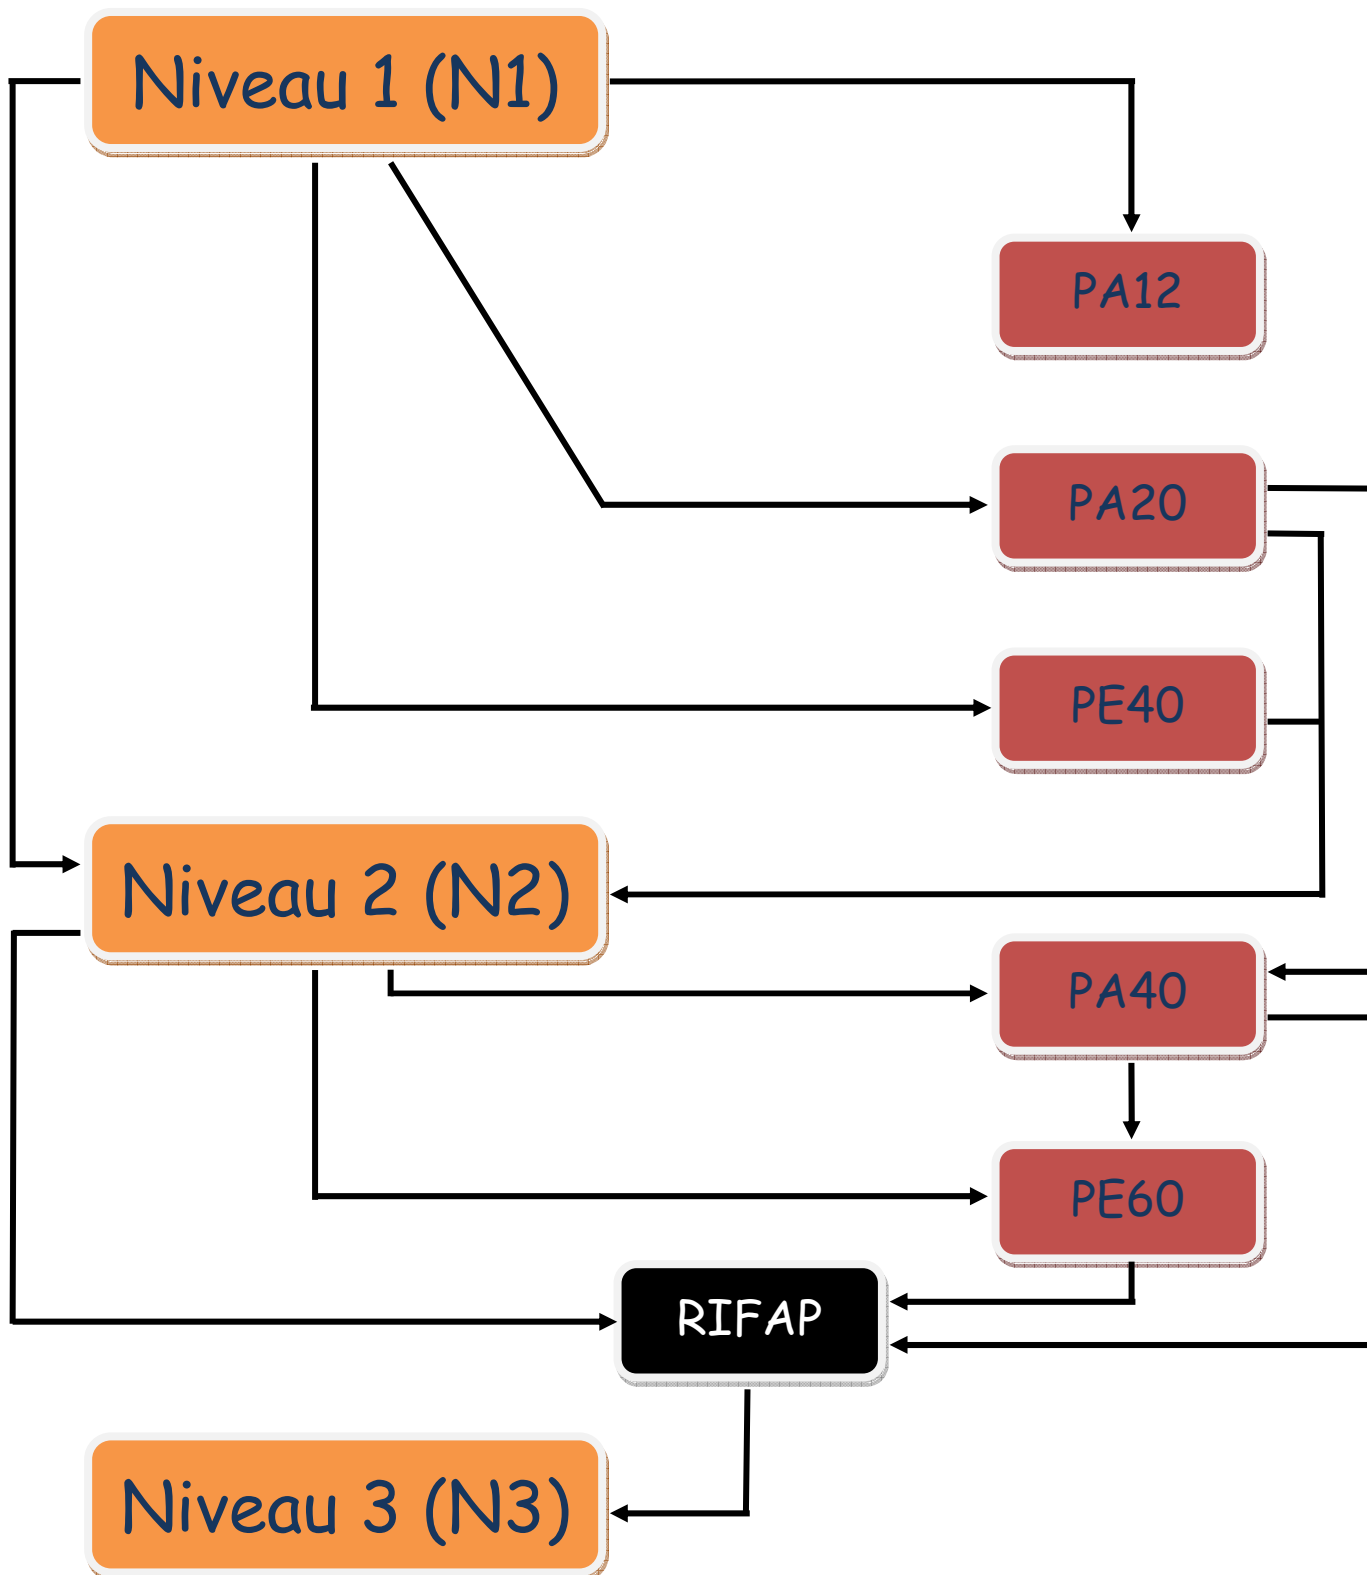 Niveau 1 (N1)
PA12
PA20
PE40
Niveau 2 (N2)
PA40
PE60
RIFAP
Niveau 3 (N3)